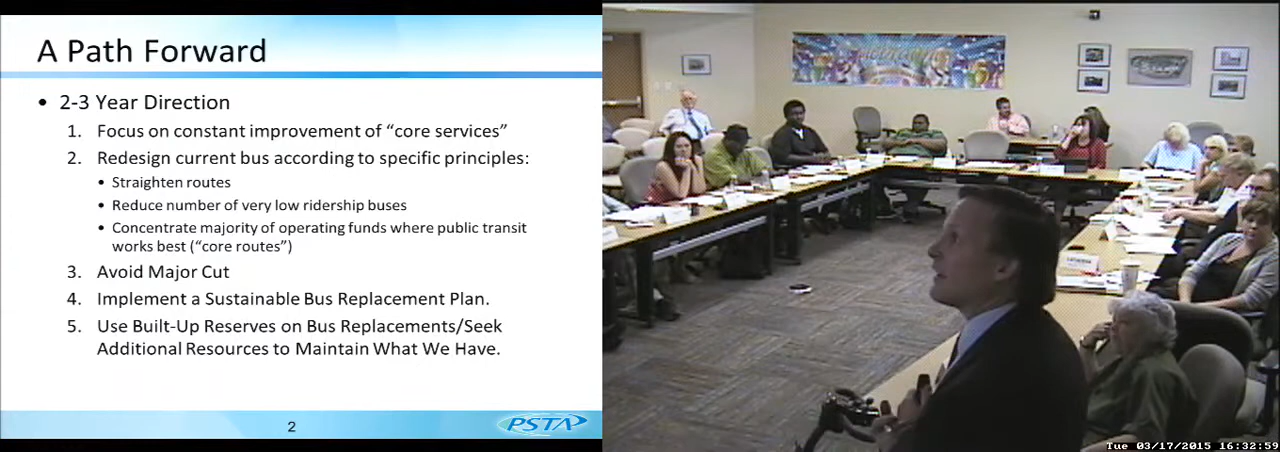 A Path Forward
• 2-3 Year Direction
1. Focus on constant improvement of “core services”
2. Redesign current bus according to specific principles:
• Straighten routes
• Reduce number of very low ridership buses
• Concentrate majority of operating funds where public transit
works best (“core routes”)
3. Avoid Major Cut
4. Implement a Sustainable Bus Replacement Plan.
5. Use Built-Up Reserves on Bus Replacements/Seek
Additional Resources to Maintain What We Have.
2
PSTA
Tue 03/17/2015 16:32:59